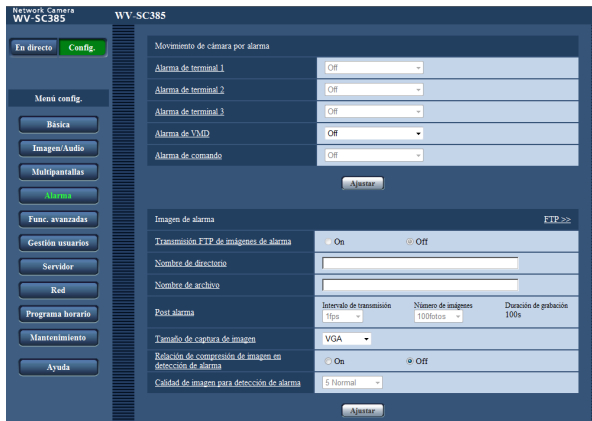 Network Camera
WV-SC385
WV-SC385
En directo Config.
Menú config.
Básica
Imagen/Audio
Multipantallas
Alarma
Func. avanzadas
Gestión usuarios
Servidor
Red
Programa horario
Mantenimiento
Ayuda
Movimiento de cámara por alarma
Alarma de terminal 1 Off
Alarma de terminal 2 Off
Alarma de terminal 3 Off
Alarma de VMD Off
Alarma de comando Off
Ajustar
Imagen de alarma FTP >>
Transmisión FTP de imágenes de alarma On Off
Nombre de directorio
Nombre de archivo
Post alarma
Intervalo de transmisión Número de imágenes Duración de grabación
1fps 100fotos 100s
Tamaño de captura de imagen VGA
Relación de compresión de imagen en
detección de alarma On Off
Calidad de imagen para detección de alarma 5 Normal
Ajustar